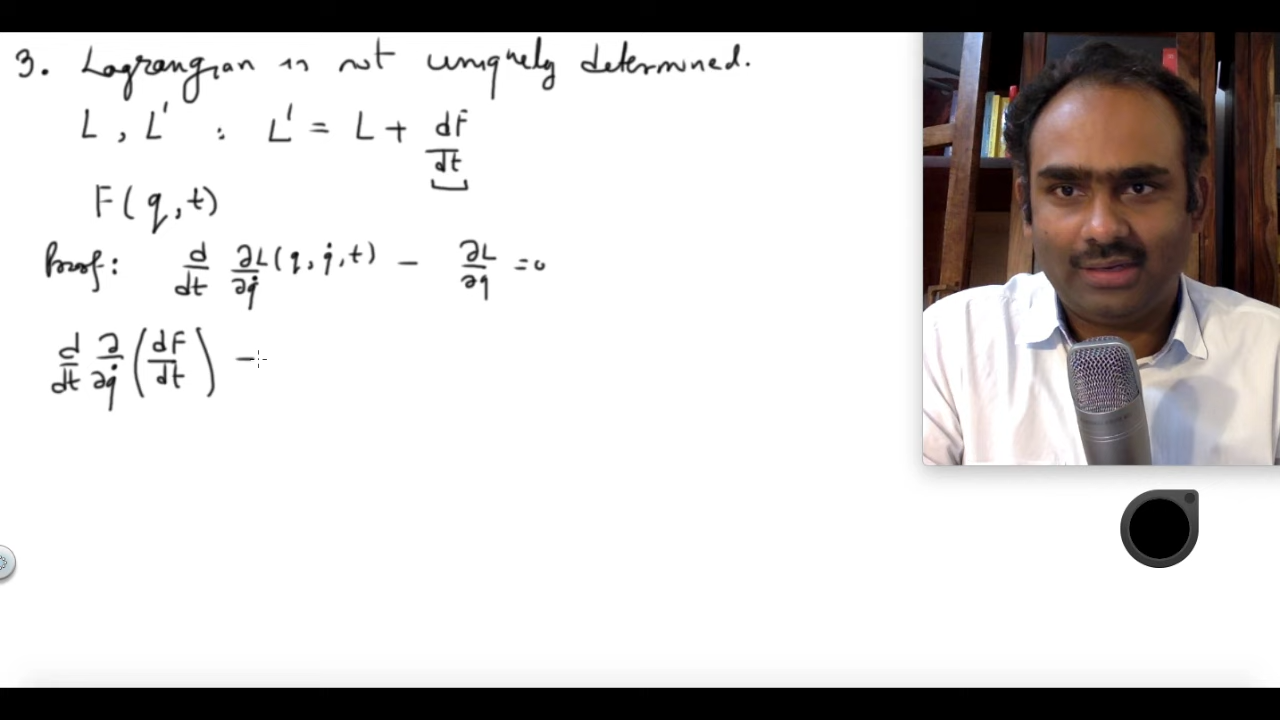 3. Lagrangian is not uniquely determined.
L, L' : L' = L + dF/dt
F(q,t)
Proof: d/dt ∂L(q,q̇,t)/∂q̇ − ∂L/∂q = 0
d/dt ∂/∂q̇ (dF/dt) −